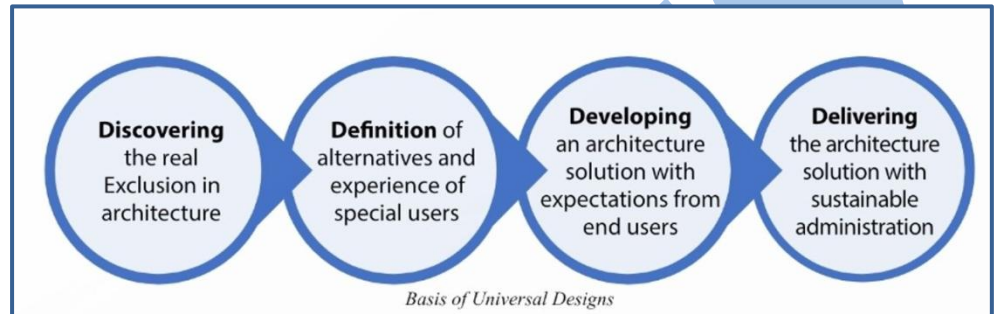 Discovering
the real
Exclusion in
architecture
Definition of
alternatives and
experience of
special users
Developing
an architecture
solution with
expectations from
end users
Delivering
the architecture
solution with
sustainable
administration
Basis of Universal Designs